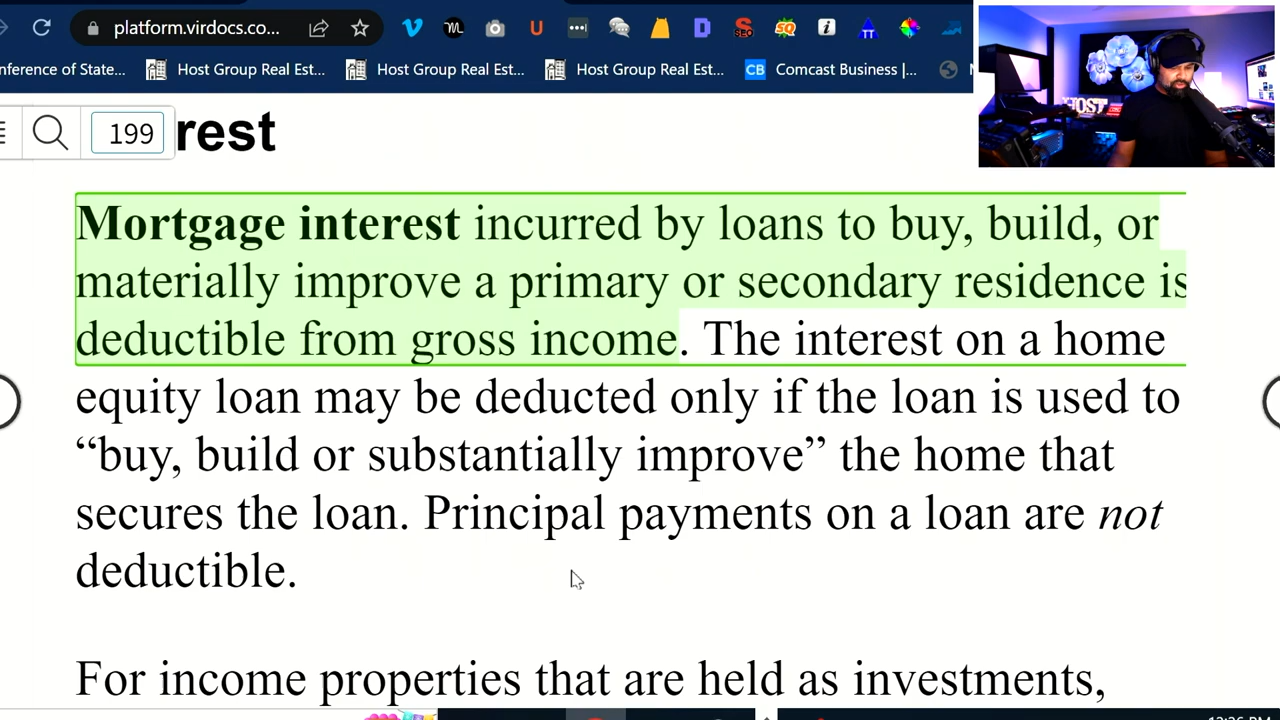 platform.virdocs.co...
nference of State...
Host Group Real Est...
Host Group Real Est...
Host Group Real Est...
CB
Comcast Business |...
HOST
199
rest
Mortgage interest incurred by loans to buy, build, or
materially improve a primary or secondary residence is
deductible from gross income. The interest on a home
equity loan may be deducted only if the loan is used to
“buy, build or substantially improve” the home that
secures the loan. Principal payments on a loan are not
deductible.
For income properties that are held as investments,